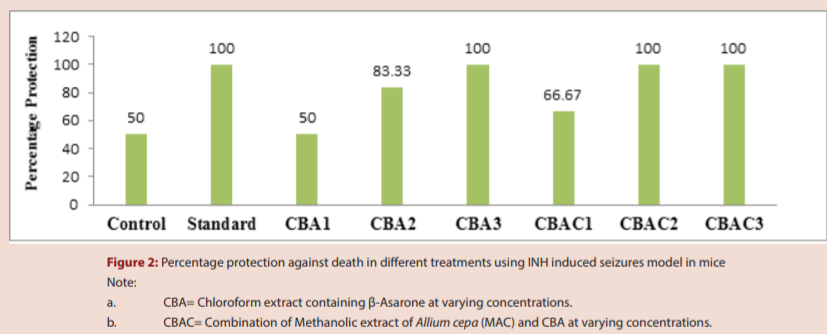 Percentage Protection
120
100
80
60
40
20
0
50
100
50
83.33
100
66.67
100
100
Control Standard CBA1 CBA2 CBA3 CBAC1 CBAC2 CBAC3
Figure 2: Percentage protection against death in different treatments using INH induced seizures model in mice
Note:
a. CBA= Chloroform extract containing β-Asarone at varying concentrations.
b. CBAC= Combination of Methanolic extract of Allium cepa (MAC) and CBA at varying concentrations.